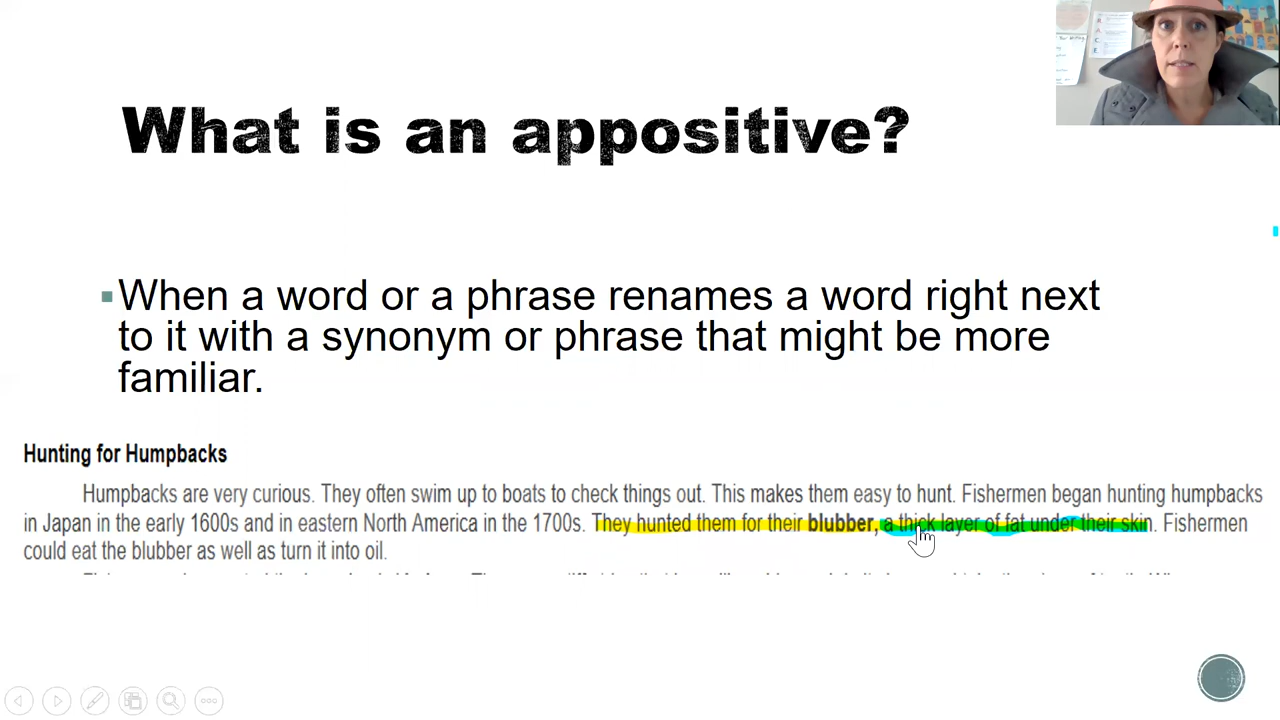 What is an appositive?
When a word or a phrase renames a word right next
to it with a synonym or phrase that might be more
familiar.
Hunting for Humpbacks
Humpbacks are very curious. They often swim up to boats to check things out. This makes them easy to hunt. Fishermen began hunting humpbacks
in Japan in the early 1600s and in eastern North America in the 1700s. They hunted them for their blubber, a thick layer of fat under their skin. Fishermen
could eat the blubber as well as turn it into oil.